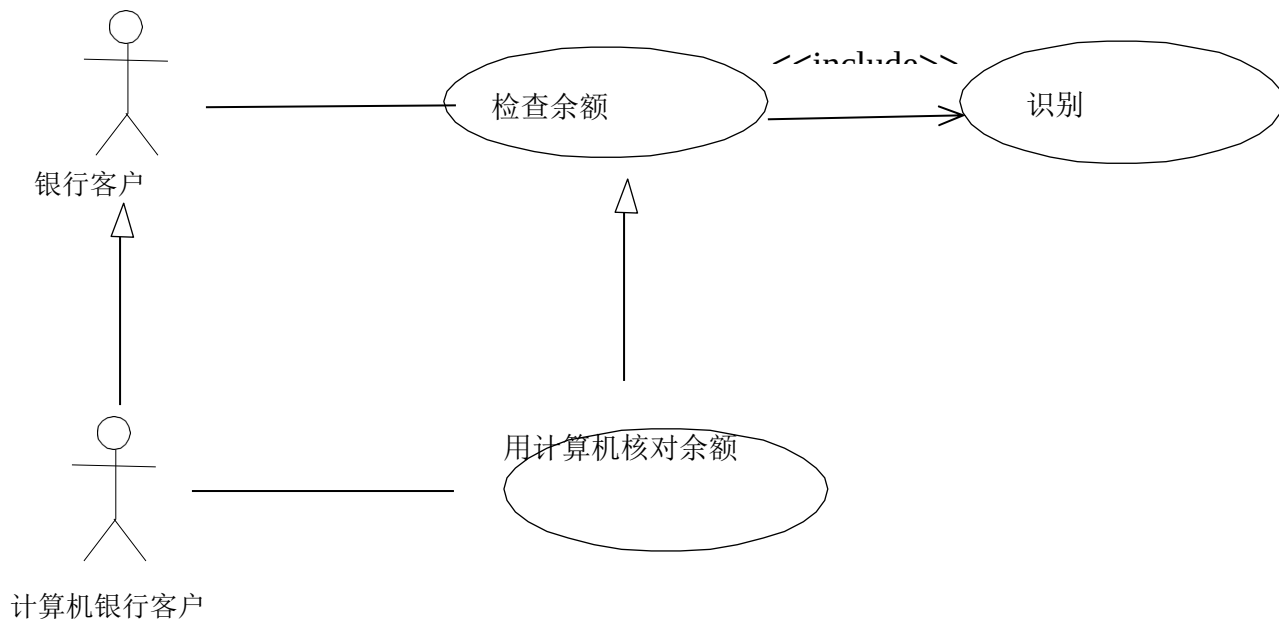 <<include>>
检查余额
识别
银行客户
用计算机核对余额
计算机银行客户